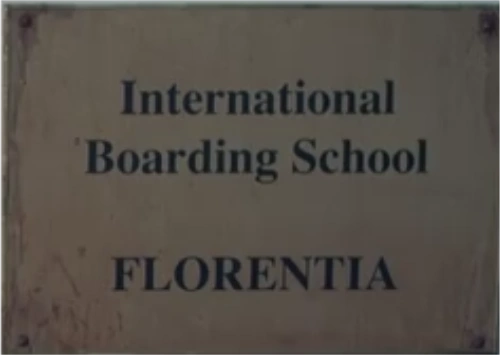 International
Boarding School
FLORENTIA